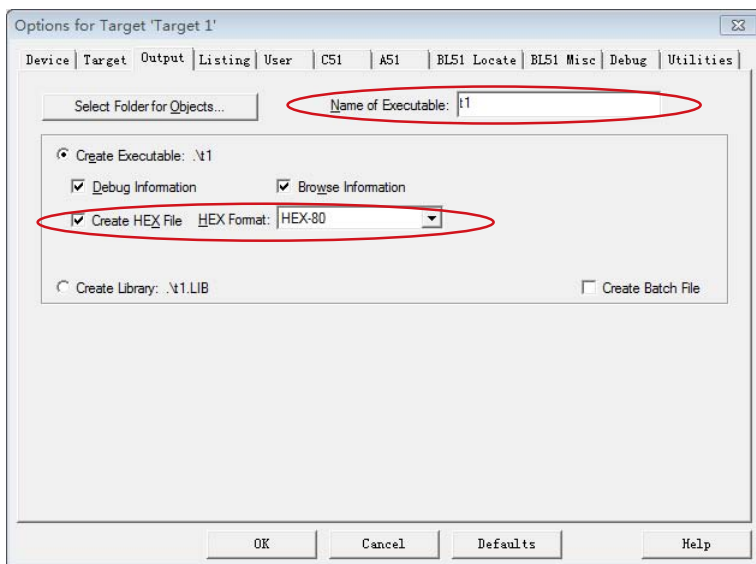 Options for Target 'Target 1'
Device Target Output Listing User C51 A51 BL51 Locate BL51 Misc Debug Utilities
Select Folder for Objects... Name of Executable: t1
Create Executable: .\t1
Debug Information Browse Information
Create HEX File HEX Format: HEX-80
Create Library: .\t1.LIB Create Batch File
OK Cancel Defaults Help